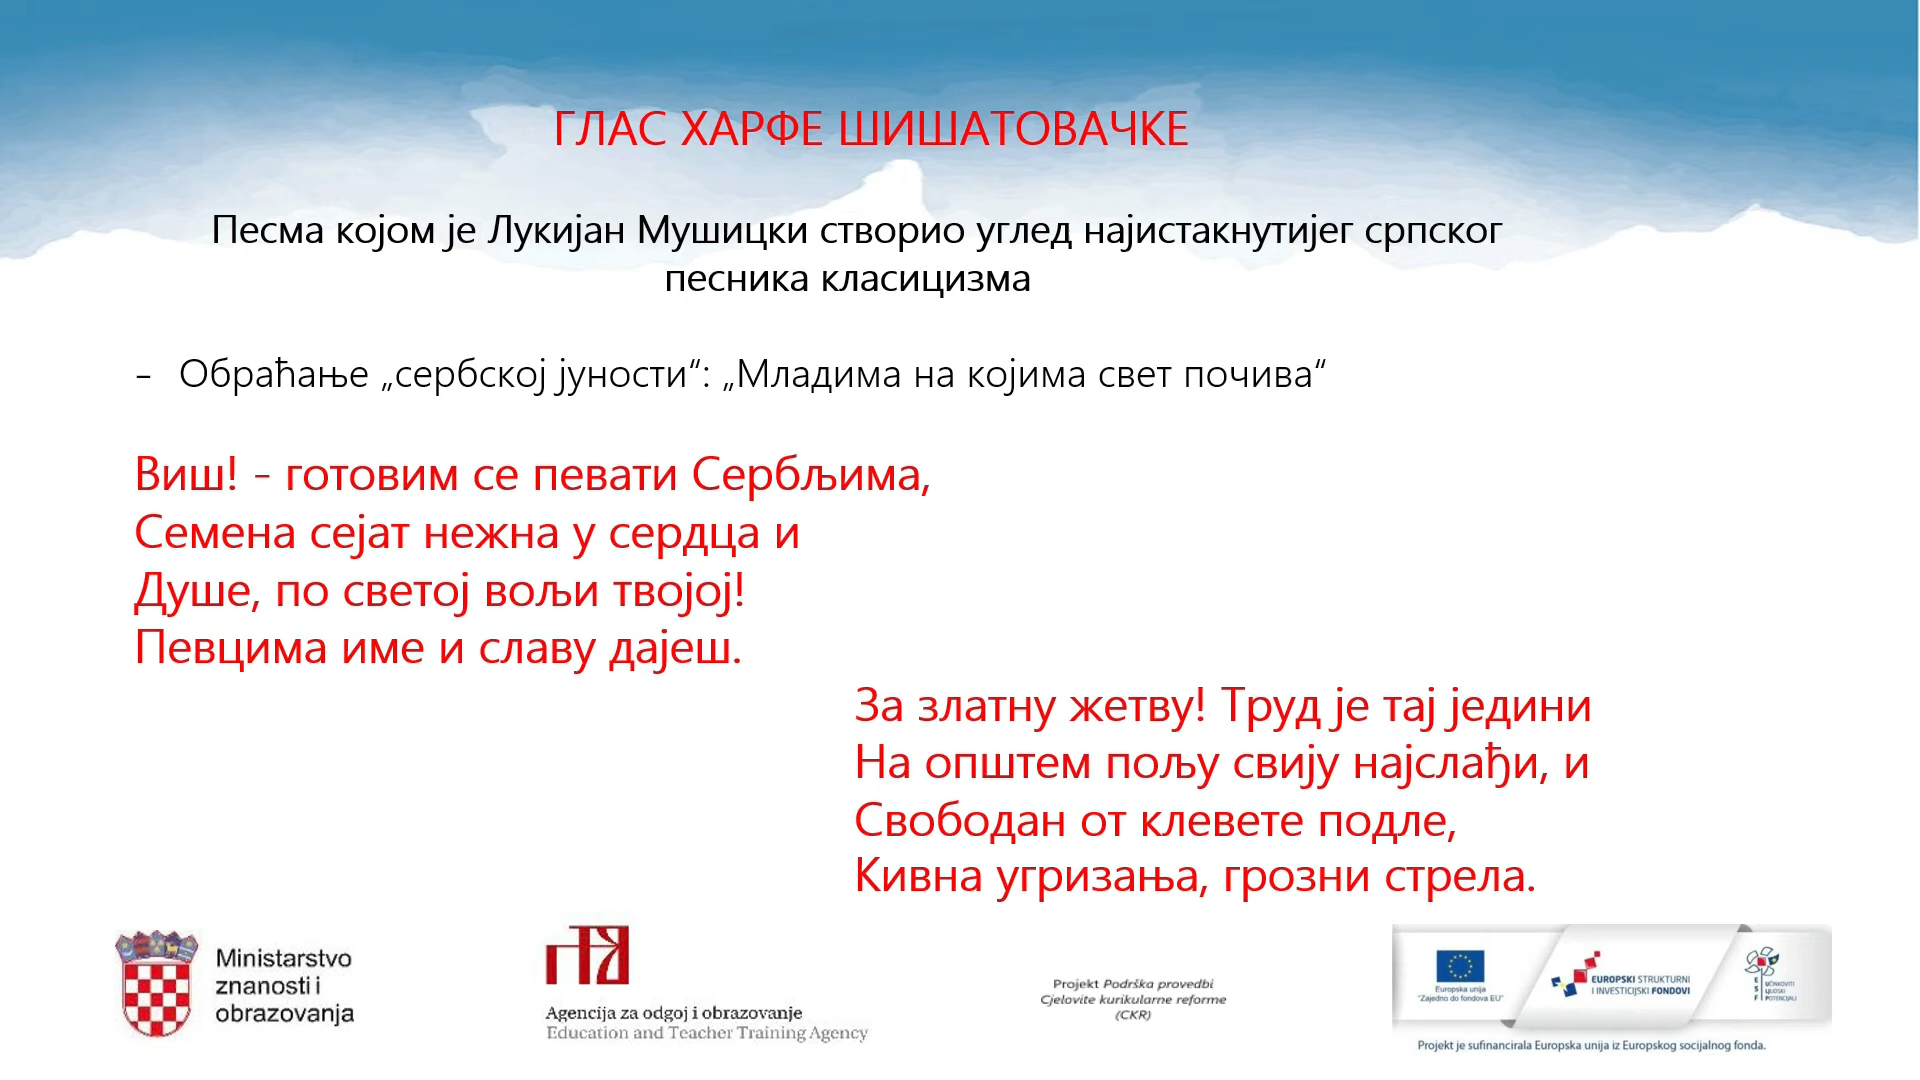 ГЛАС ХАРФЕ ШИШАТОВАЧКЕ
Песма којом је Лукијан Мушицки створио углед најистакнутијег српског
песника класицизма
– Обраћање „сербској јуности“: „Младима на којима свет почива“
Виш! - готовим се певати Сербљима,
Семена сејат нежна у сердца и
Душе, по светој вољи твојој!
Певцима име и славу дајеш.
За златну жетву! Труд је тај једини
На општем пољу свију најслађи, и
Свободан от клевете подле,
Кивна угризања, грозни стрела.
Ministarstvo
znanosti i
obrazovanja
Agencija za odgoj i obrazovanje
Education and Teacher Training Agency
Projekt Podrška provedbi
Cjelovite kurikularne reforme
(CKR)
Europska unija
"Zajedno do fondova EU"
EUROPSKI STRUKTURNI
I INVESTICIJSKI FONDOVI
ESF
UČINKOVITI
LJUDSKI
POTENCIJALI
Projekt je sufinancirala Europska unija iz Europskog socijalnog fonda.